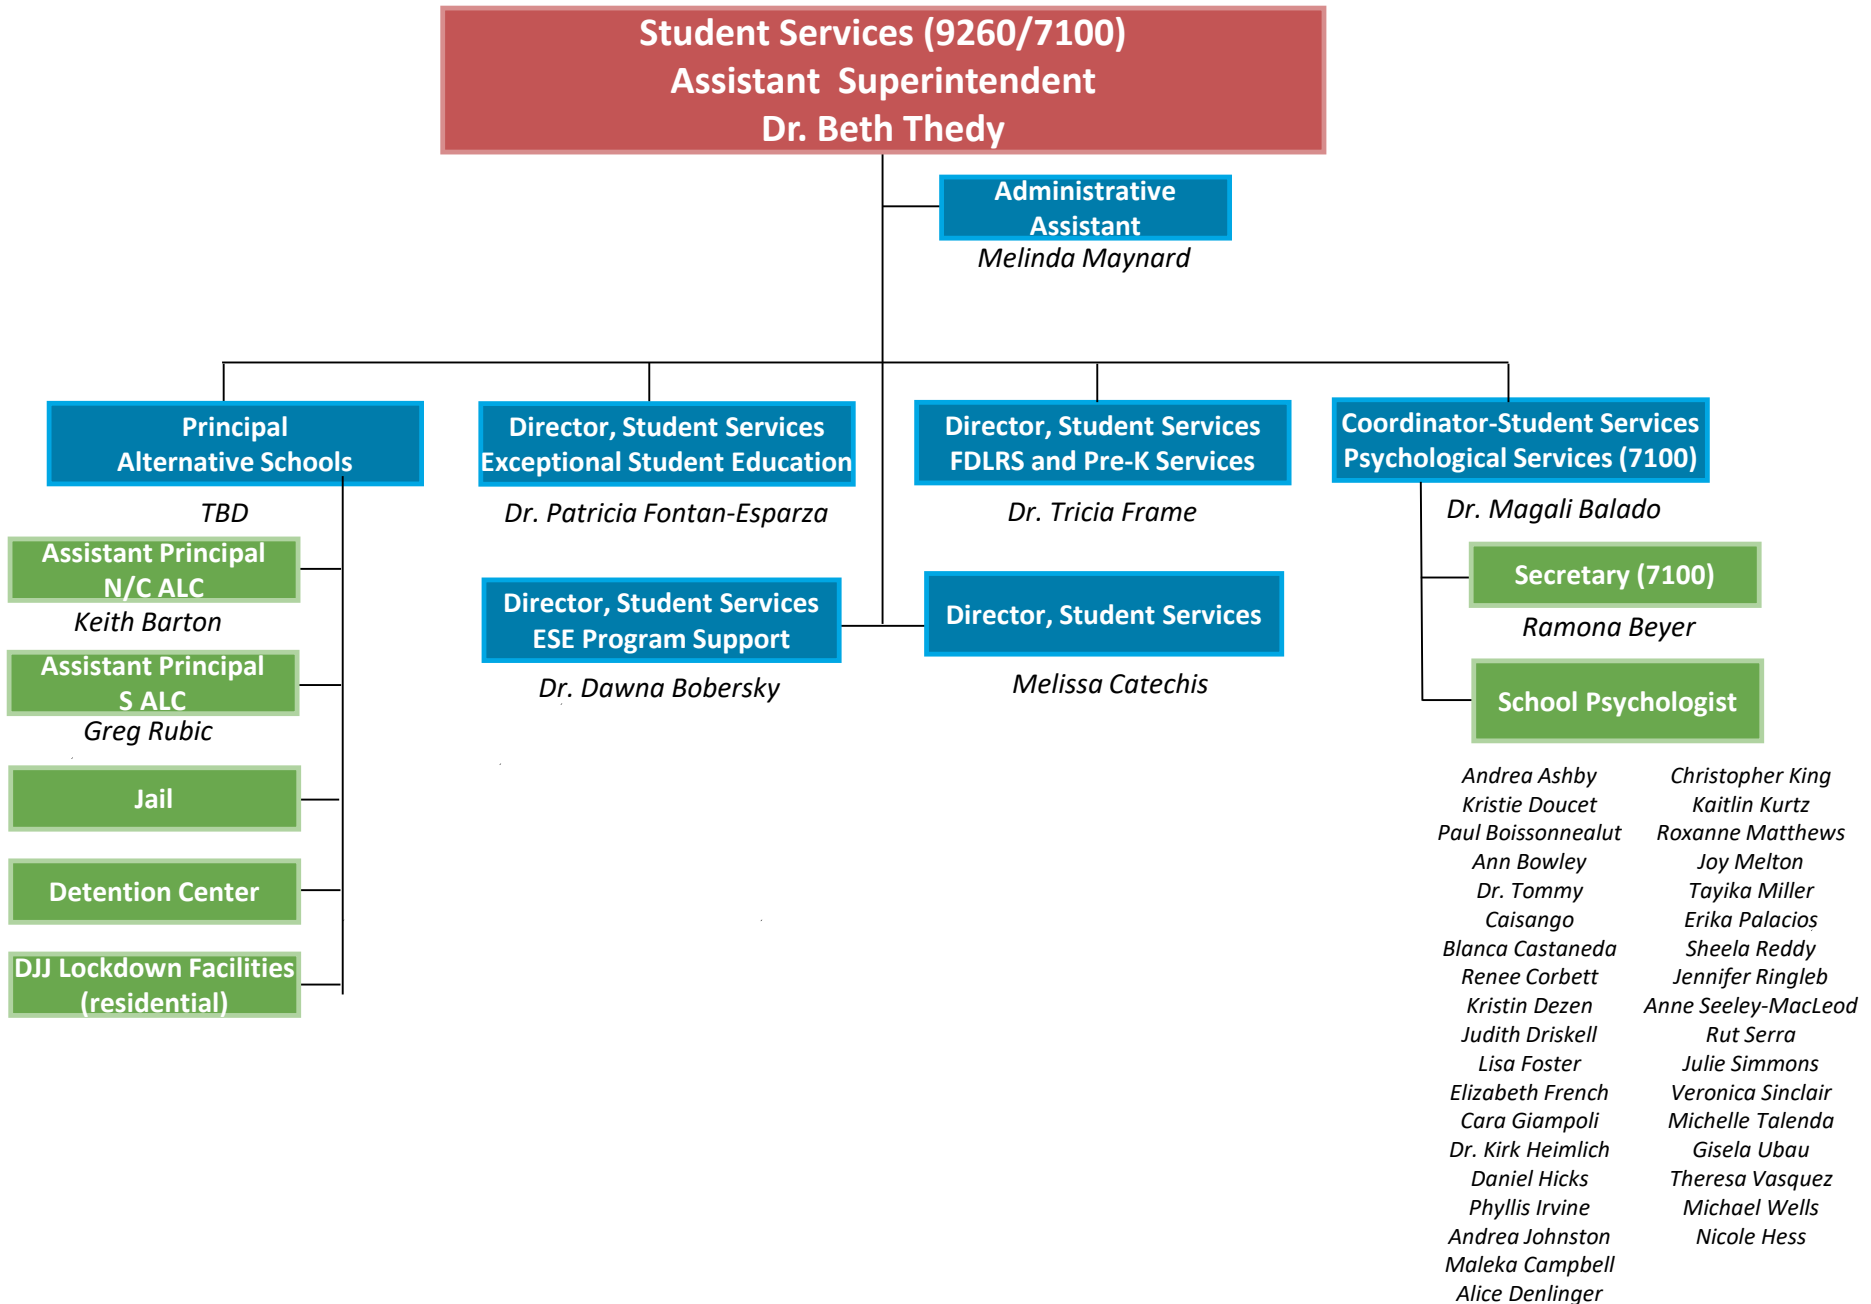 Student Services (9260/7100)
Assistant Superintendent
Dr. Beth Thedy
Administrative
Assistant
Melinda Maynard
Principal
Alternative Schools
TBD
Assistant Principal
N/C ALC
Keith Barton
Assistant Principal
S ALC
Greg Rubic
Jail
Detention Center
DJJ Lockdown Facilities
(residential)
Director, Student Services
Exceptional Student Education
Dr. Patricia Fontan-Esparza
Director, Student Services
ESE Program Support
Dr. Dawna Bobersky
Director, Student Services
FDLRS and Pre-K Services
Dr. Tricia Frame
Director, Student Services
Melissa Catechis
Coordinator-Student Services
Psychological Services (7100)
Dr. Magali Balado
Secretary (7100)
Ramona Beyer
School Psychologist
Andrea Ashby
Kristie Doucet
Paul Boissonnealut
Ann Bowley
Dr. Tommy
Caisango
Blanca Castaneda
Renee Corbett
Kristin Dezen
Judith Driskell
Lisa Foster
Elizabeth French
Cara Giampoli
Dr. Kirk Heimlich
Daniel Hicks
Phyllis Irvine
Andrea Johnston
Maleka Campbell
Alice Denlinger
Christopher King
Kaitlin Kurtz
Roxanne Matthews
Joy Melton
Tayika Miller
Erika Palacios
Sheela Reddy
Jennifer Ringleb
Anne Seeley-MacLeod
Rut Serra
Julie Simmons
Veronica Sinclair
Michelle Talenda
Gisela Ubau
Theresa Vasquez
Michael Wells
Nicole Hess